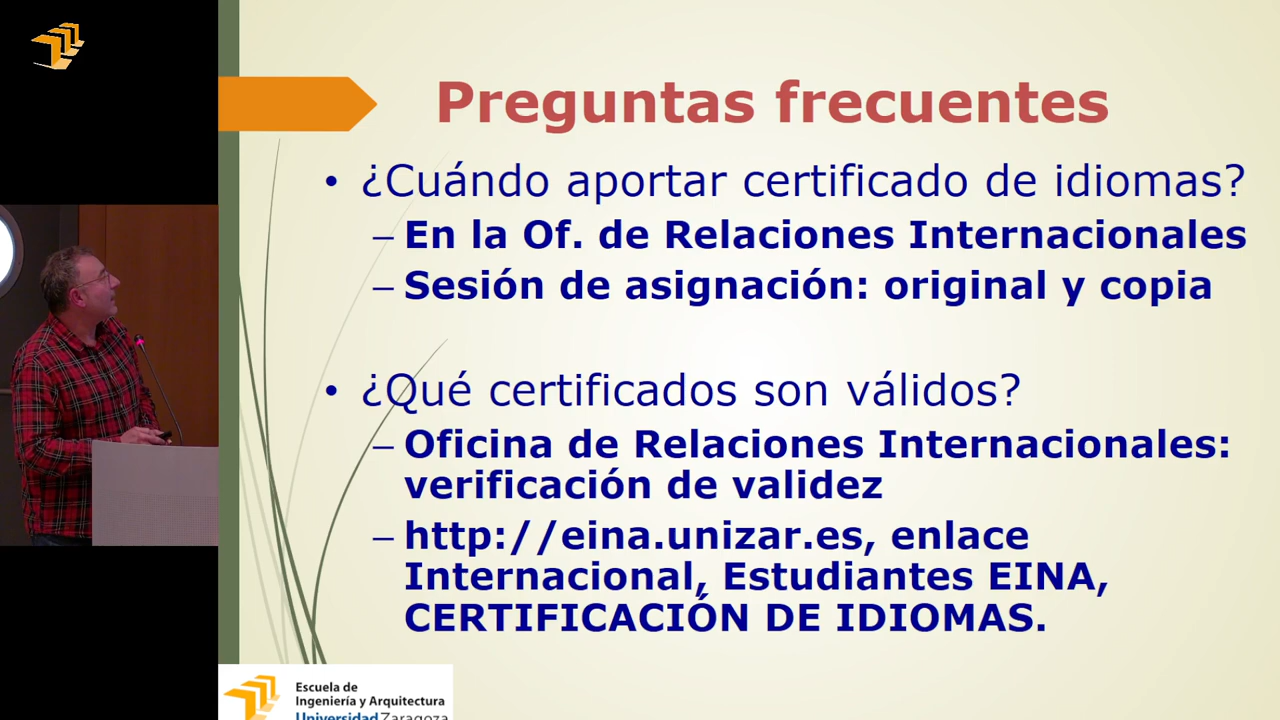 Preguntas frecuentes
• ¿Cuándo aportar certificado de idiomas?
– En la Of. de Relaciones Internacionales
– Sesión de asignación: original y copia
• ¿Qué certificados son válidos?
– Oficina de Relaciones Internacionales:
verificación de validez
– http://eina.unizar.es, enlace
Internacional, Estudiantes EINA,
CERTIFICACIÓN DE IDIOMAS.
Escuela de
Ingeniería y Arquitectura
Universidad Zaragoza